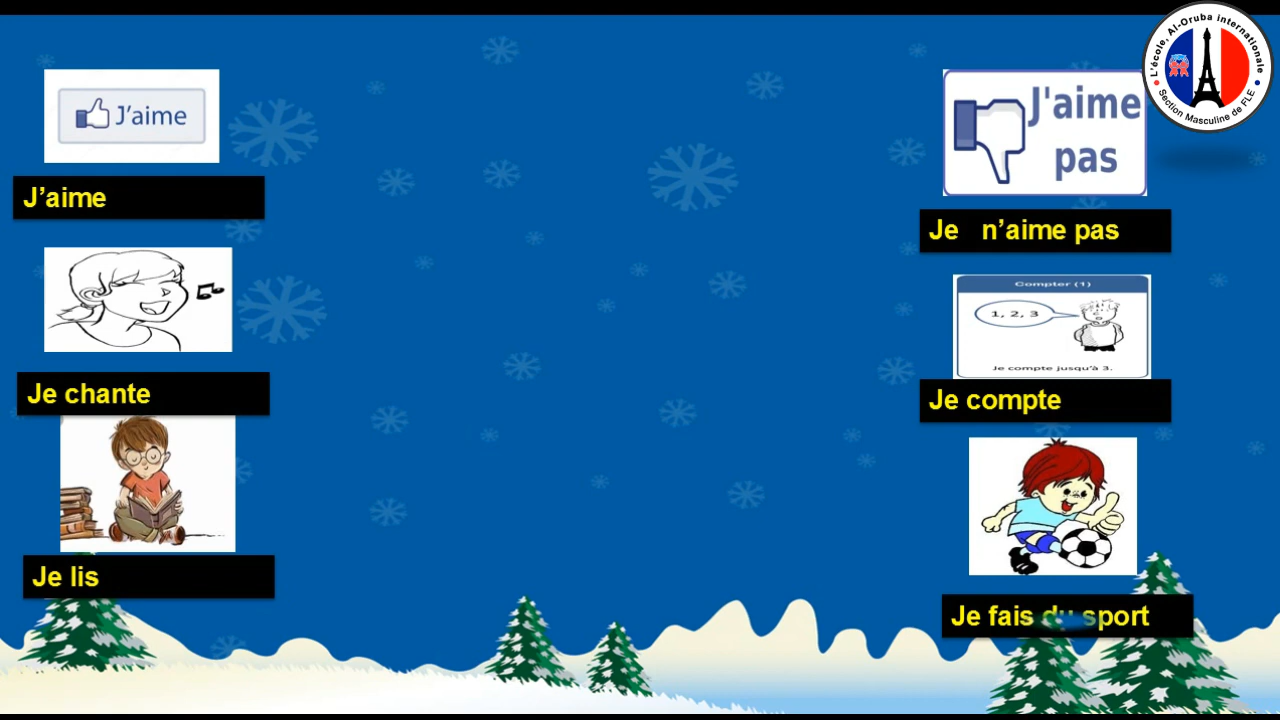 J'aime
J’aime
Je chante
Je lis
L'école, Al-Oruba internationale
Section Masculine de FLE
J'aime
pas
Je n’aime pas
Compter (1)
1, 2, 3
Je compte jusqu'à 3.
Je compte
Je fais du sport